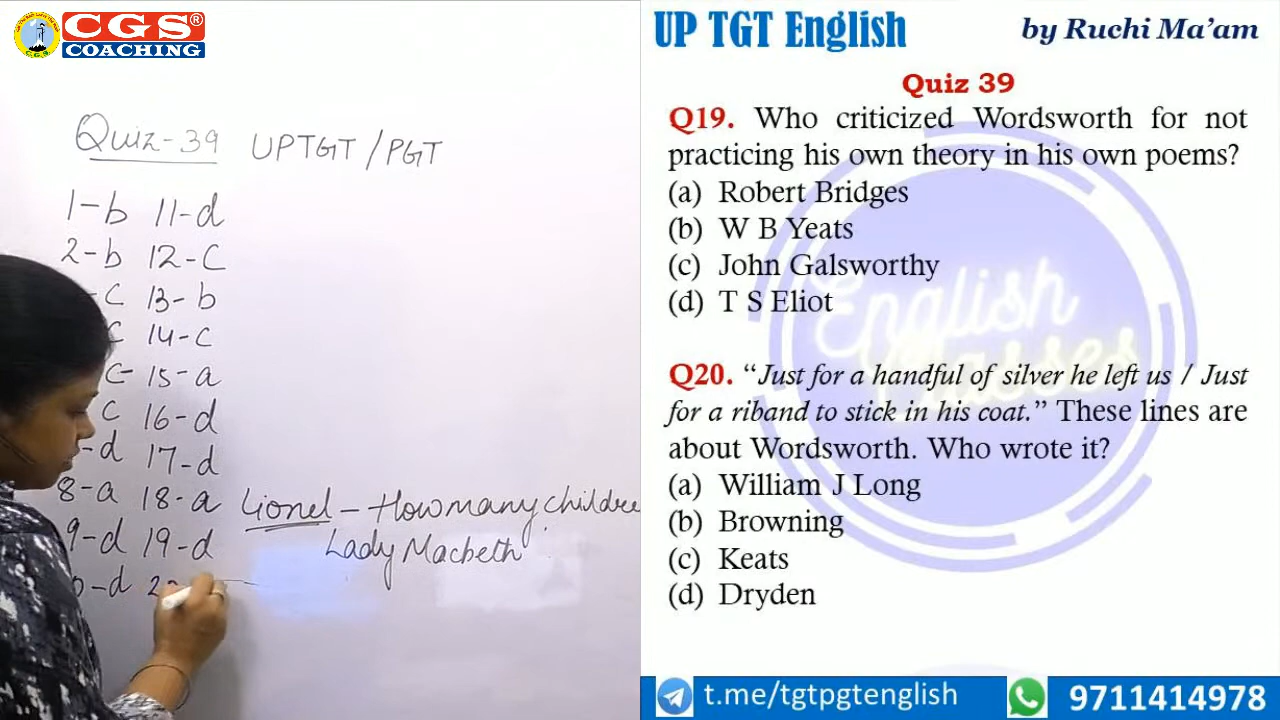 CGS®
COACHING
Quiz-39 UPTGT / PGT
1-b 11-d
2-b 12-C
C 13-b
C 14-c
C 15-a
C 16-d
-d 17-d
8-a 18-a Lionel - How many children
9-d 19-d Lady Macbeth
-d
UP TGT English
by Ruchi Ma'am
Quiz 39
Q19. Who criticized Wordsworth for not
practicing his own theory in his own poems?
(a) Robert Bridges
(b) W B Yeats
(c) John Galsworthy
(d) T S Eliot
English
Classes
Q20. “Just for a handful of silver he left us / Just
for a riband to stick in his coat.” These lines are
about Wordsworth. Who wrote it?
(a) William J Long
(b) Browning
(c) Keats
(d) Dryden
t.me/tgtpgtenglish
9711414978